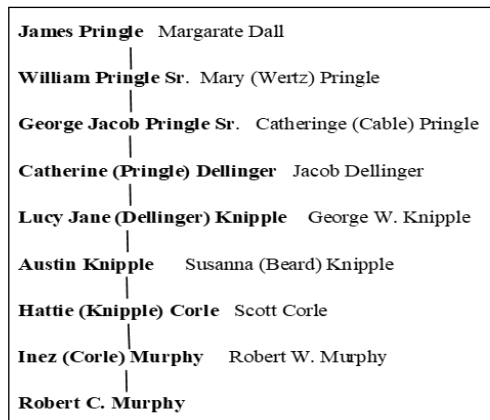 James Pringle Margarate Dall
William Pringle Sr. Mary (Wertz) Pringle
George Jacob Pringle Sr. Catheringe (Cable) Pringle
Catherine (Pringle) Dellinger Jacob Dellinger
Lucy Jane (Dellinger) Knipple George W. Knipple
Austin Knipple Susanna (Beard) Knipple
Hattie (Knipple) Corle Scott Corle
Inez (Corle) Murphy Robert W. Murphy
Robert C. Murphy